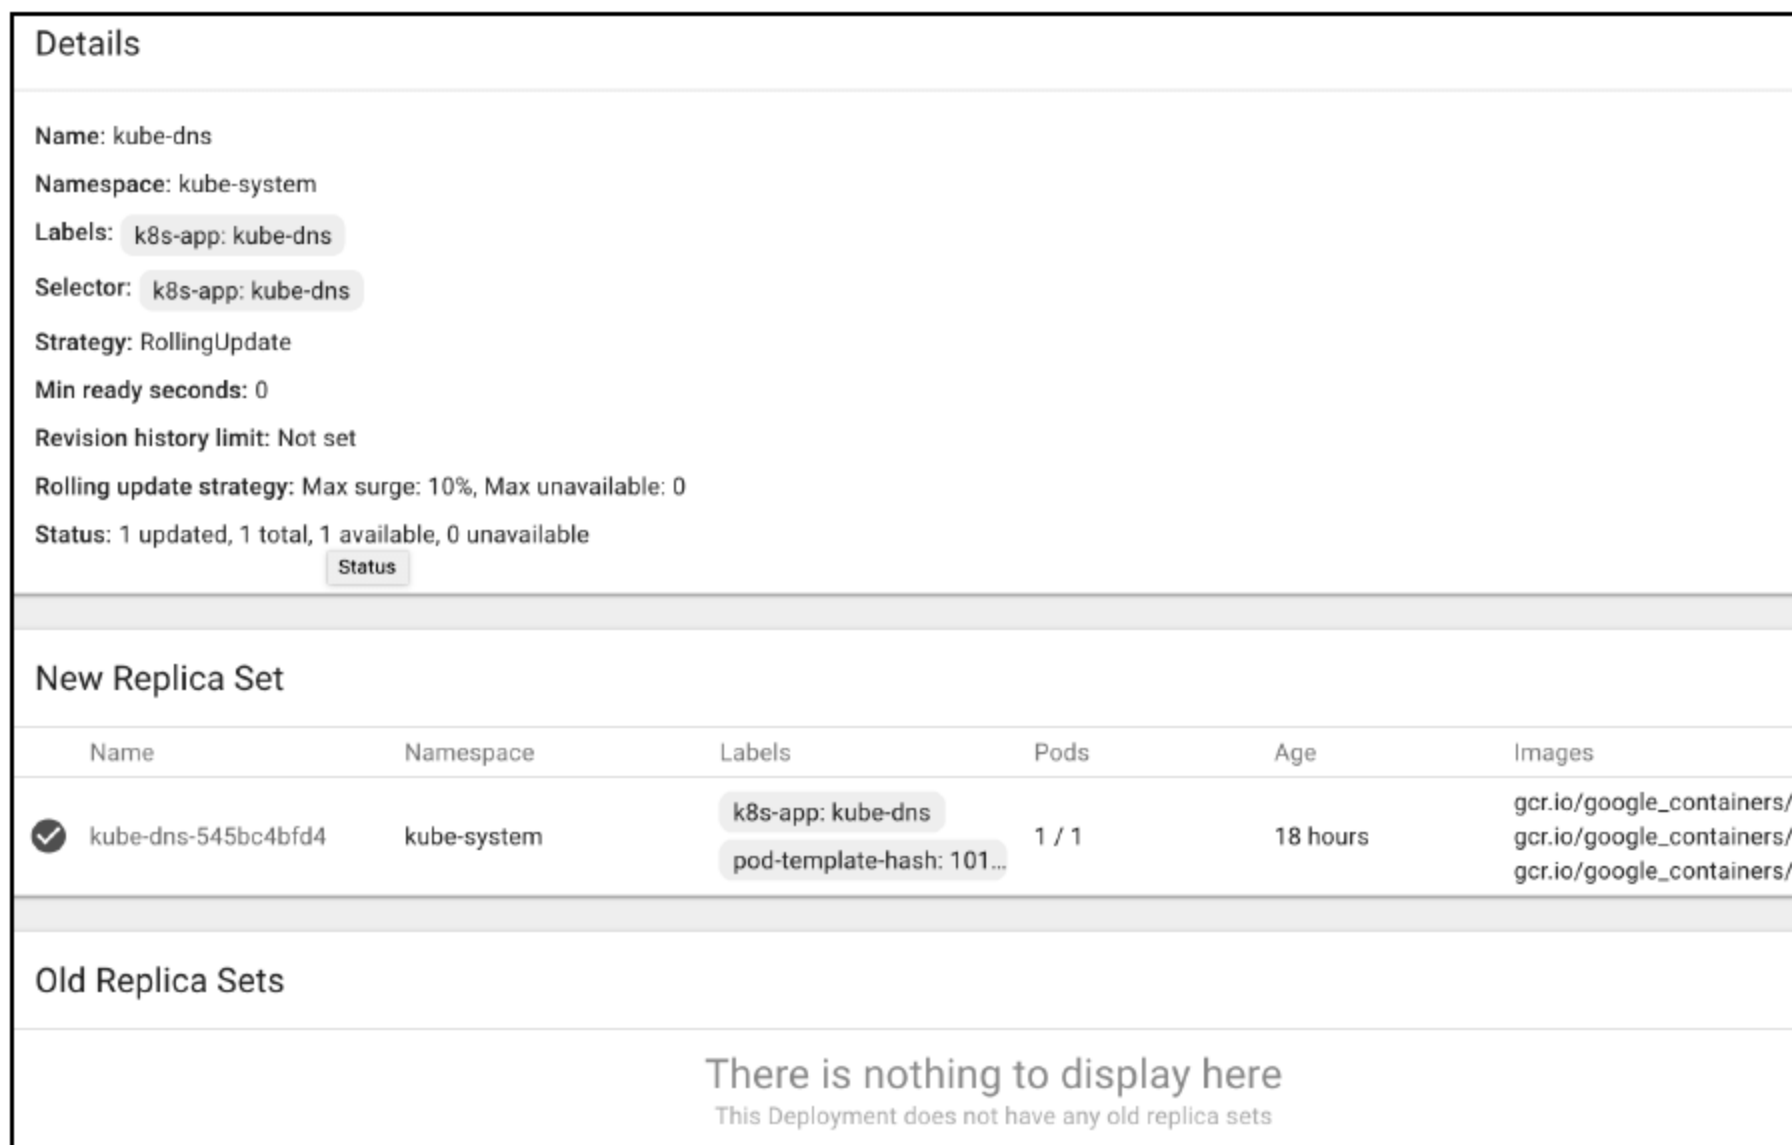 Details
Name: kube-dns
Namespace: kube-system
Labels: k8s-app: kube-dns
Selector: k8s-app: kube-dns
Strategy: RollingUpdate
Min ready seconds: 0
Revision history limit: Not set
Rolling update strategy: Max surge: 10%, Max unavailable: 0
Status: 1 updated, 1 total, 1 available, 0 unavailable
Status
New Replica Set
Name Namespace Labels Pods Age Images
kube-dns-545bc4bfd4 kube-system k8s-app: kube-dns 1 / 1 18 hours gcr.io/google_containers/
pod-template-hash: 101... gcr.io/google_containers/
gcr.io/google_containers/
Old Replica Sets
There is nothing to display here
This Deployment does not have any old replica sets